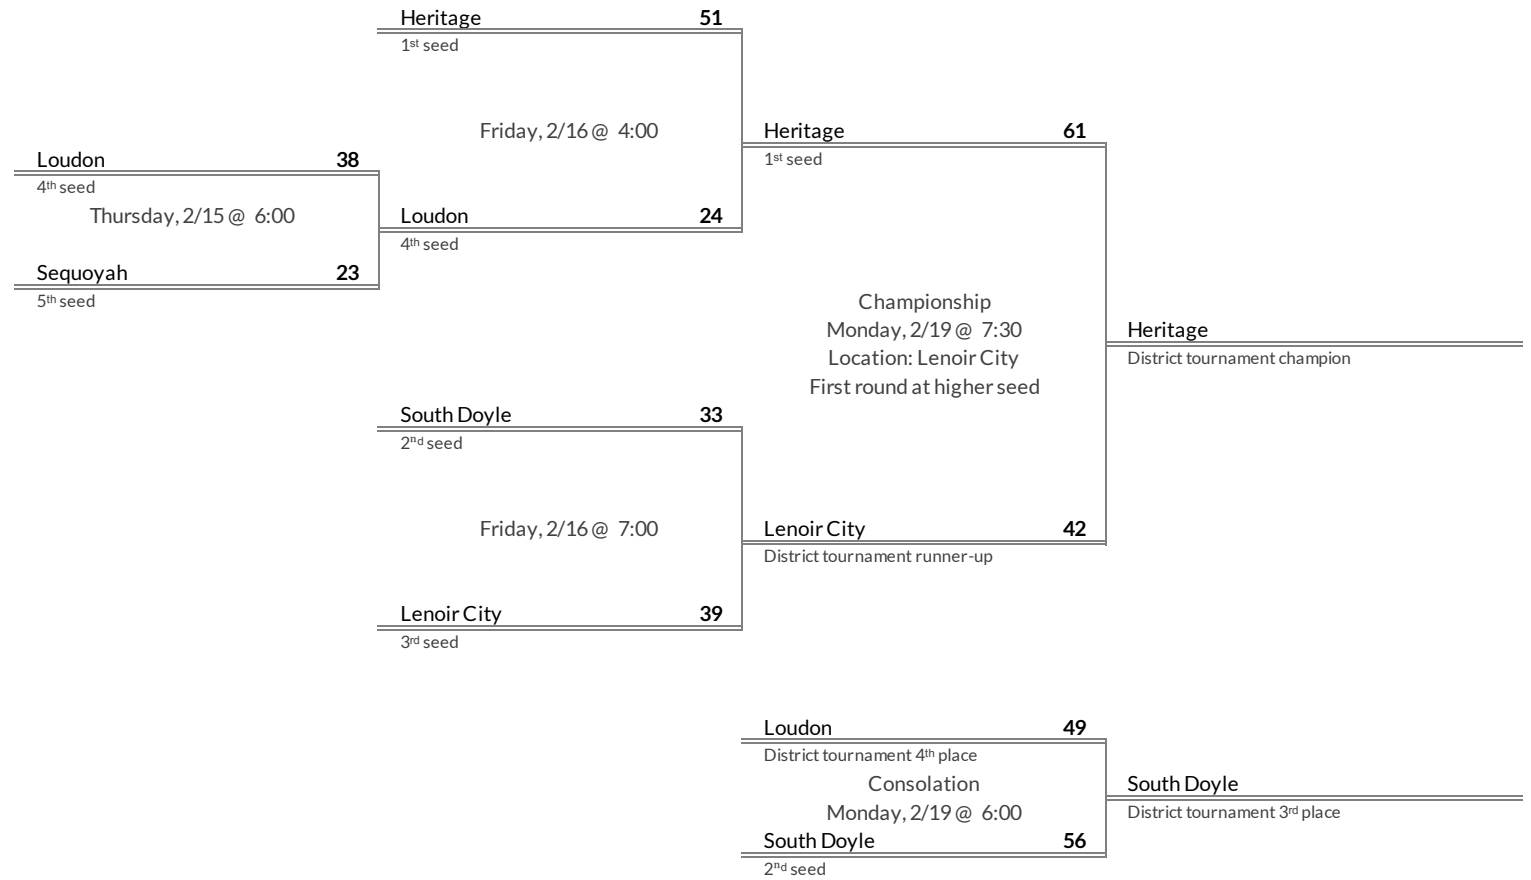 Heritage 51
1st seed
Friday, 2/16 @ 4:00
Heritage 61
1st seed
Loudon 38
4th seed
Thursday, 2/15 @ 6:00
Loudon 24
4th seed
Sequoyah 23
5th seed
Championship
Monday, 2/19 @ 7:30
Location: Lenoir City
First round at higher seed
Heritage
District tournament champion
South Doyle 33
2nd seed
Friday, 2/16 @ 7:00
Lenoir City 42
District tournament runner-up
Lenoir City 39
3rd seed
Loudon 49
District tournament 4th place
Consolation
Monday, 2/19 @ 6:00
South Doyle
District tournament 3rd place
South Doyle 56
2nd seed